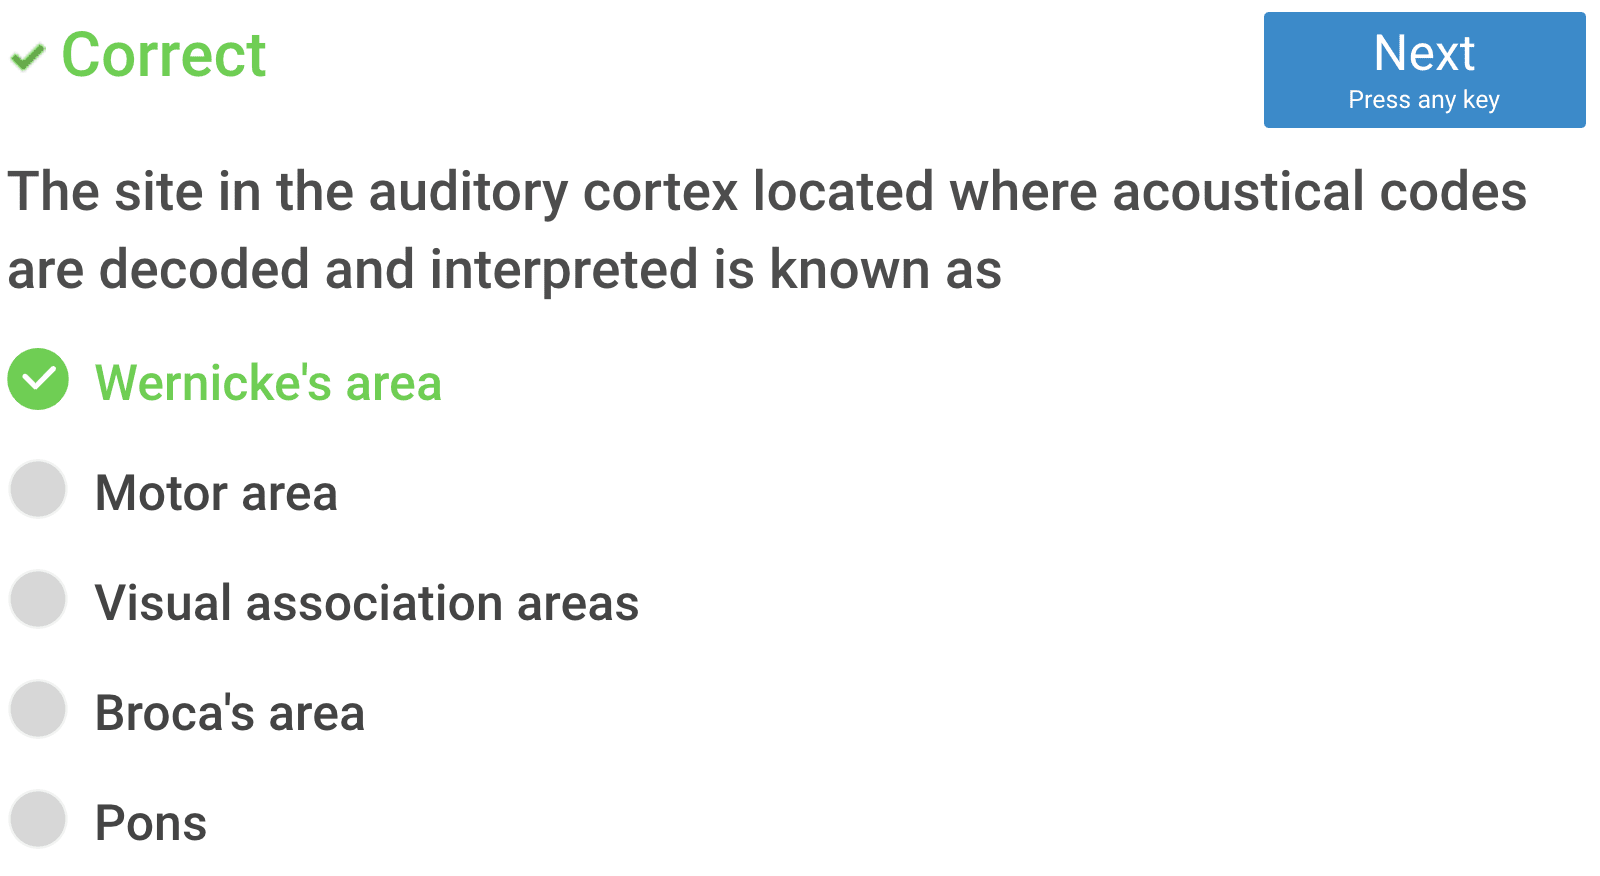 Correct
Next
Press any key
The site in the auditory cortex located where acoustical codes
are decoded and interpreted is known as
Wernicke's area
Motor area
Visual association areas
Broca's area
Pons